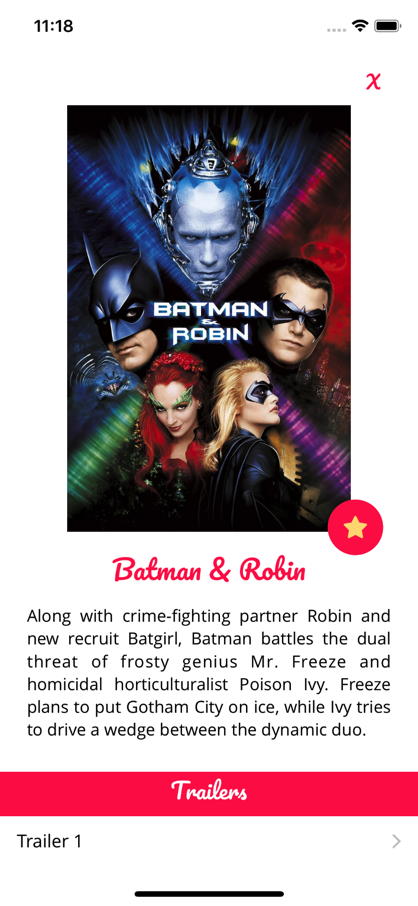 11:18
X
BATMAN
&
ROBIN
Batman & Robin
Along with crime-fighting partner Robin and
new recruit Batgirl, Batman battles the dual
threat of frosty genius Mr. Freeze and
homicidal horticulturalist Poison Ivy. Freeze
plans to put Gotham City on ice, while Ivy tries
to drive a wedge between the dynamic duo.
Trailers
Trailer 1